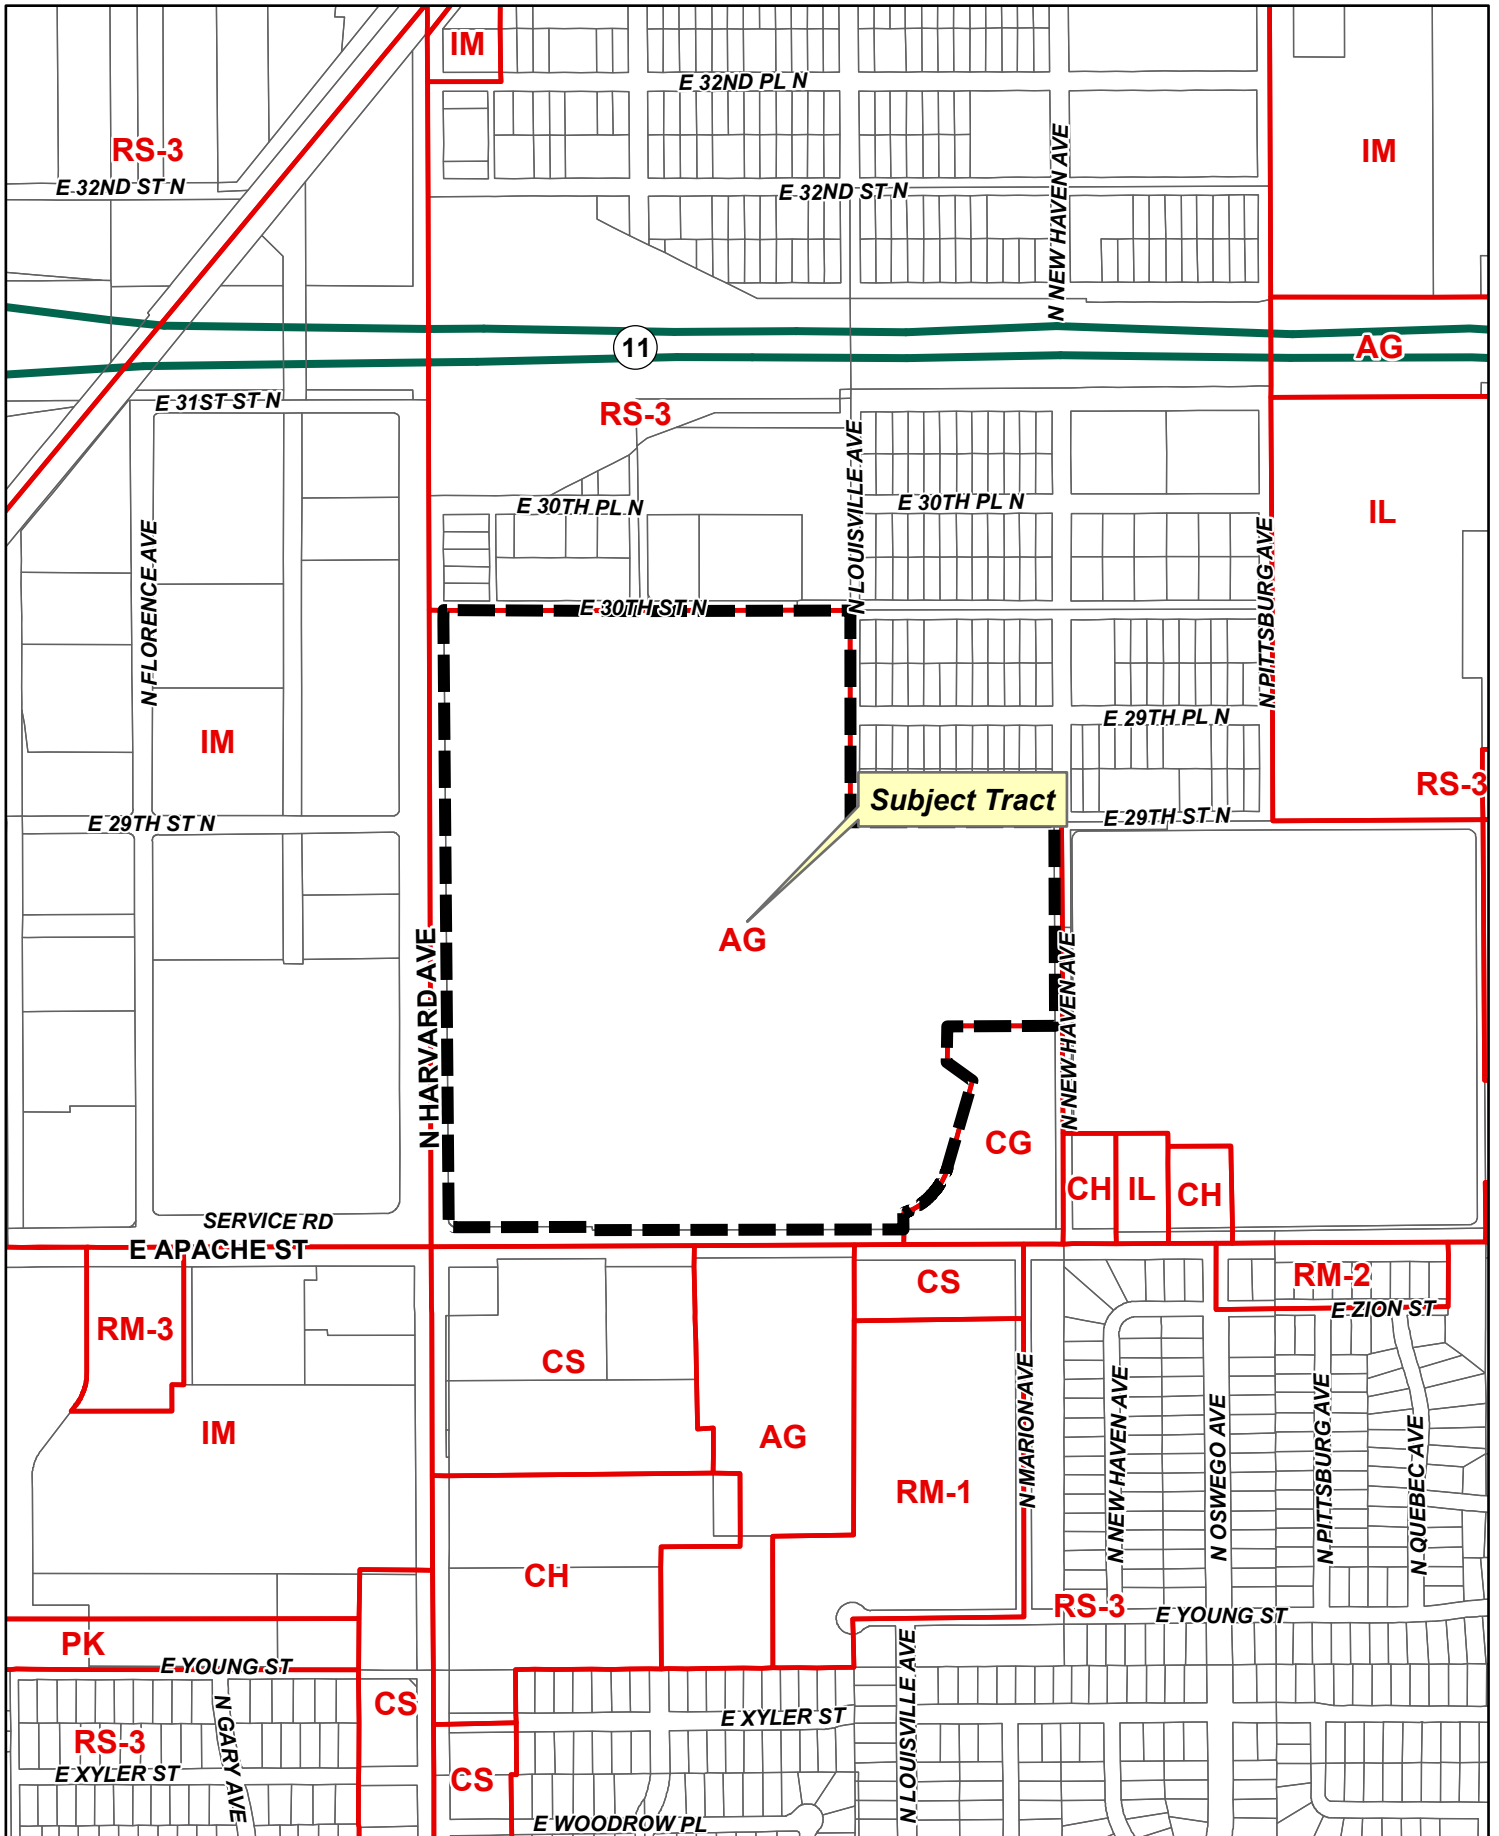 IM
E 32ND PL N
RS-3
IM
E 32ND ST N
E 32ND ST N
N NEW HAVEN AVE
11
AG
E 31ST ST N
RS-3
N LOUISVILLE AVE
E 30TH PL N
E 30TH PL N
IL
N FLORENCE AVE
N PITTSBURG AVE
E 30TH ST N
E 29TH PL N
IM
RS-3
Subject Tract
E 29TH ST N
E 29TH ST N
AG
N HARVARD AVE
N NEW HAVEN AVE
CG
CH
IL
CH
SERVICE RD
E APACHE ST
CS
RM-2
E ZION ST
RM-3
CS
N MARION AVE
N NEW HAVEN AVE
N OSWEGO AVE
N PITTSBURG AVE
N QUEBEC AVE
IM
AG
RM-1
CH
RS-3
E YOUNG ST
PK
E YOUNG ST
N LOUISVILLE AVE
CS
N GARY AVE
E XYLER ST
RS-3
E XYLER ST
CS
E WOODROW PL